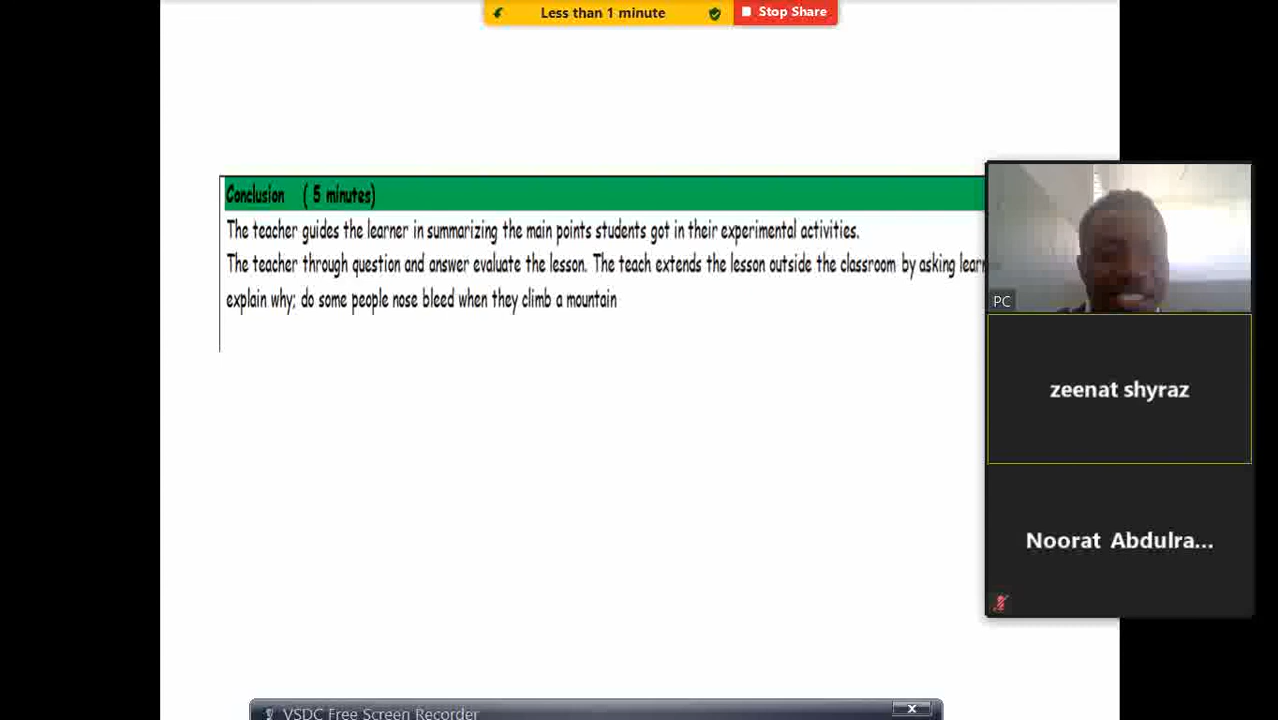 Less than 1 minute
Stop Share
Conclusion ( 5 minutes)
The teacher guides the learner in summarizing the main points students got in their experimental activities.
The teacher through question and answer evaluate the lesson. The teach extends the lesson outside the classroom by asking
explain why; do some people nose bleed when they climb a mountain
PC
zeenat shyraz
Noorat Abdulra...
VSDC Free Screen Recorder